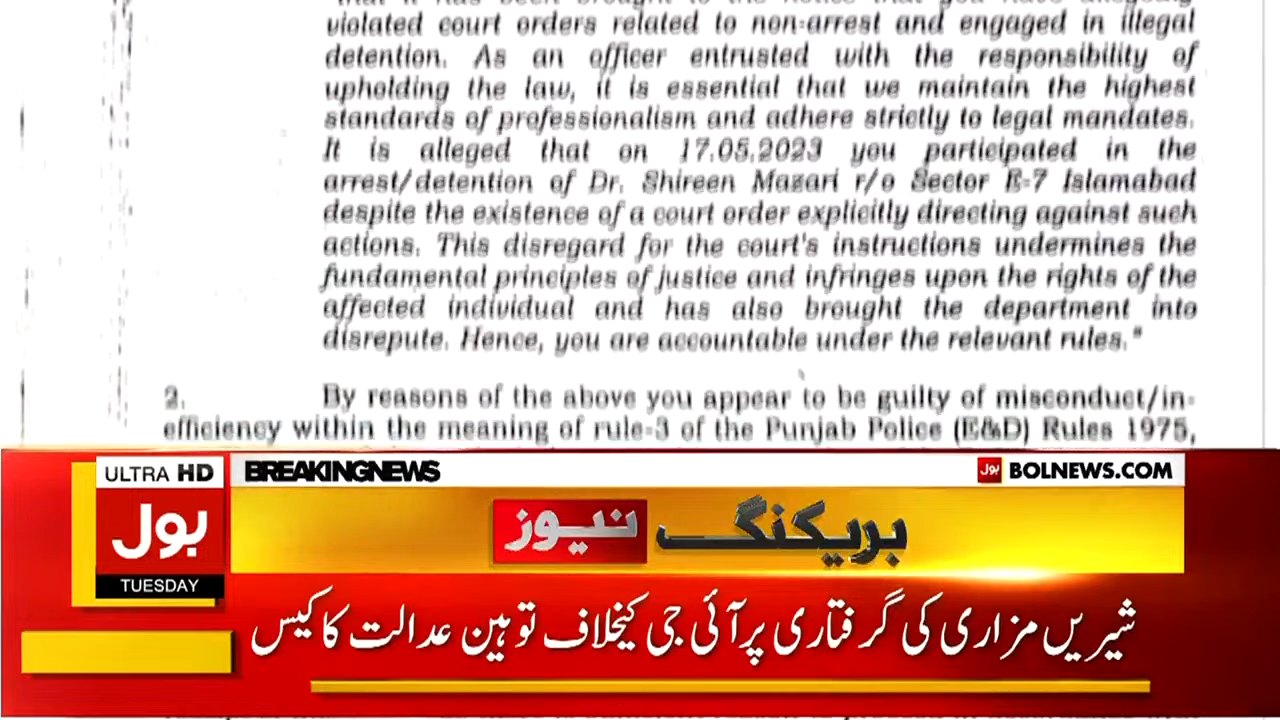 violated court orders related to non-arrest and engaged in illegal
detention. As an officer entrusted with the responsibility of
upholding the law, it is essential that we maintain the highest
standards of professionalism and adhere strictly to legal mandates.
It is alleged that on 17.05.2023 you participated in the
arrest/detention of Dr. Shireen Mazari r/o Sector E-7 Islamabad
despite the existence of a court order explicitly directing against such
actions. This disregard for the court's instructions undermines the
fundamental principles of justice and infringes upon the rights of the
affected individual and has also brought the department into
disrepute. Hence, you are accountable under the relevant rules."
2. By reasons of the above you appear to be guilty of misconduct/in-
efficiency within the meaning of rule-3 of the Punjab Police (E&D) Rules 1975,
ULTRA HD
BREAKINGNEWS
بول BOLNEWS.COM
بول
TUESDAY
بریکنگ نیوز
شیریں مزاری کی گرفتاری پر آئی جی کیخلاف توہین عدالت کا کیس